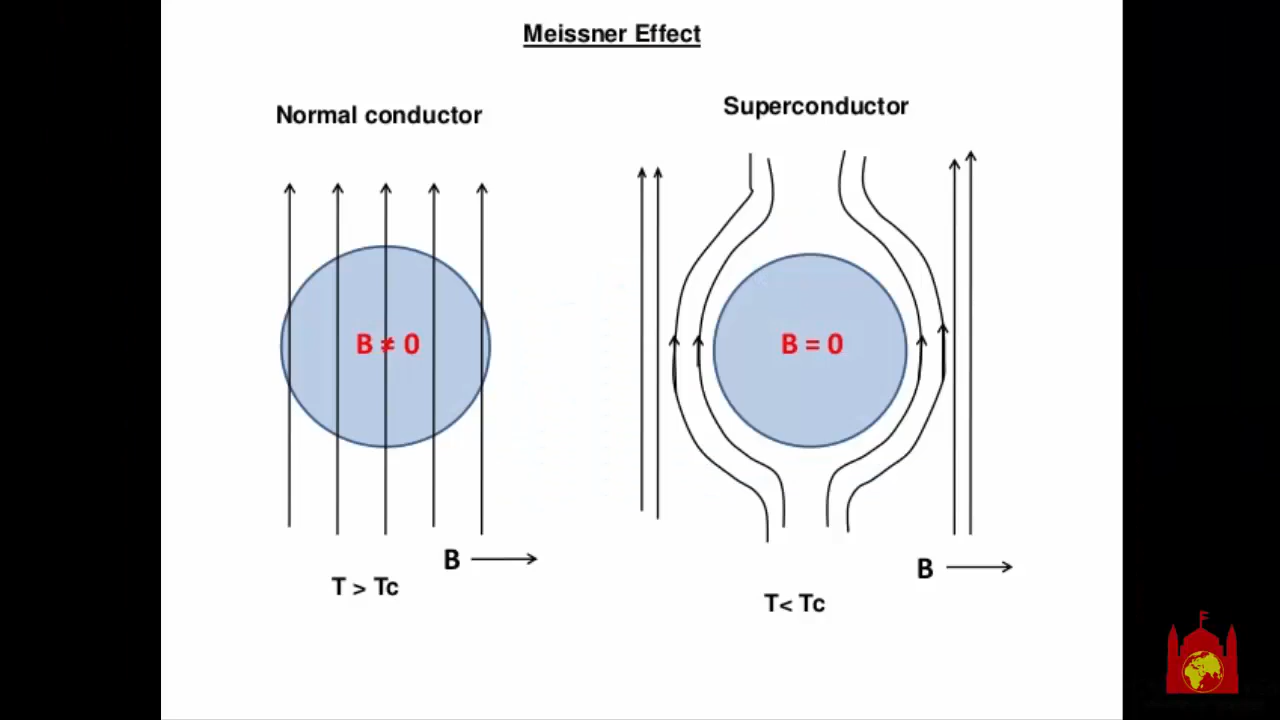 Meissner Effect
Normal conductor
Superconductor
B ≠ 0
B = 0
B
T > Tc
B
T< Tc